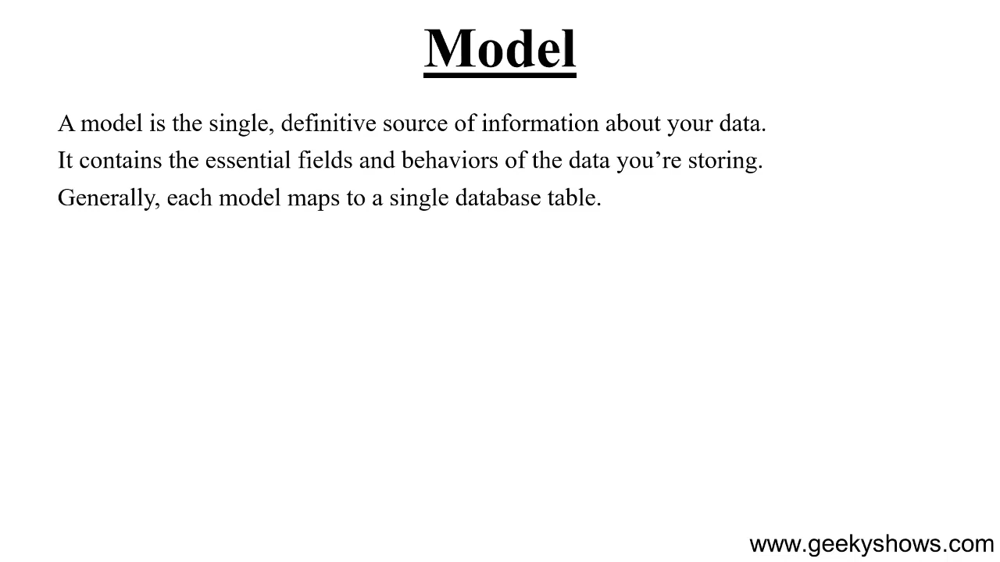 Model
A model is the single, definitive source of information about your data.
It contains the essential fields and behaviors of the data you’re storing.
Generally, each model maps to a single database table.
www.geekyshows.com